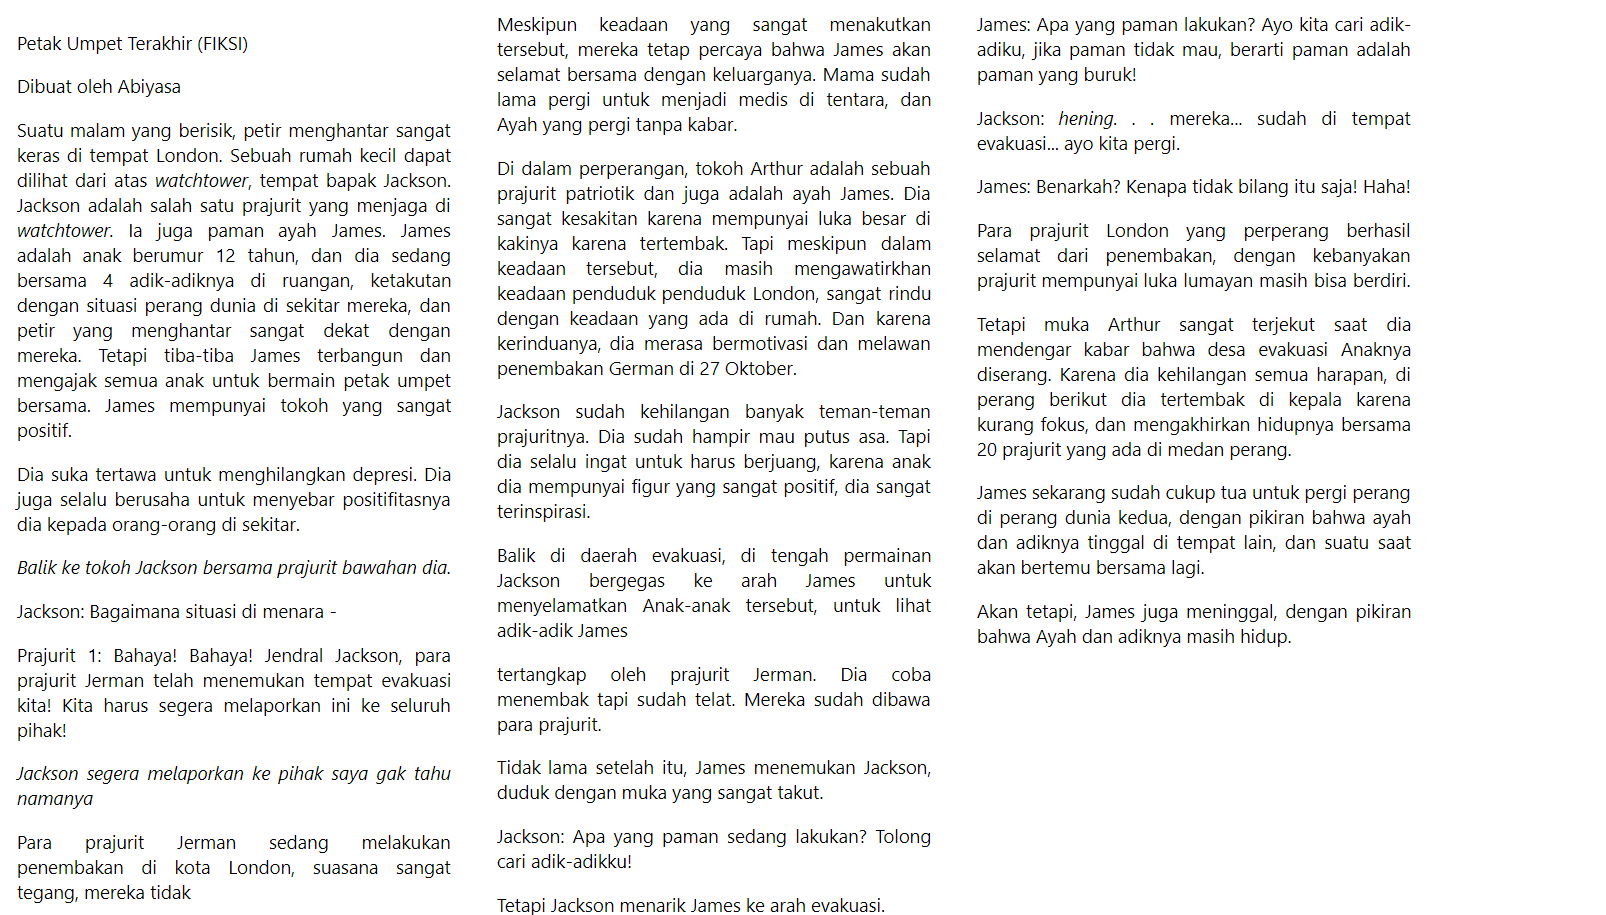 Petak Umpet Terakhir (FIKSI)
Dibuat oleh Abiyasa
Suatu malam yang berisik, petir menghantar sangat
keras di tempat London. Sebuah rumah kecil dapat
dilihat dari atas watchtower, tempat bapak Jackson.
Jackson adalah salah satu prajurit yang menjaga di
watchtower. Ia juga paman ayah James. James
adalah anak berumur 12 tahun, dan dia sedang
bersama 4 adik-adiknya di ruangan, ketakutan
dengan situasi perang dunia di sekitar mereka, dan
petir yang menghantar sangat dekat dengan
mereka. Tetapi tiba-tiba James terbangun dan
mengajak semua anak untuk bermain petak umpet
bersama. James mempunyai tokoh yang sangat
positif.
Dia suka tertawa untuk menghilangkan depresi. Dia
juga selalu berusaha untuk menyebar positifitasnya
dia kepada orang-orang di sekitar.
Balik ke tokoh Jackson bersama prajurit bawahan dia.
Jackson: Bagaimana situasi di menara -
Prajurit 1: Bahaya! Bahaya! Jendral Jackson, para
prajurit Jerman telah menemukan tempat evakuasi
kita! Kita harus segera melaporkan ini ke seluruh
pihak!
Jackson segera melaporkan ke pihak saya gak tahu
namanya
Para prajurit Jerman sedang melakukan
penembakan di kota London, suasana sangat
tegang, mereka tidak
Meskipun keadaan yang sangat menakutkan
tersebut, mereka tetap percaya bahwa James akan
selamat bersama dengan keluarganya. Mama sudah
lama pergi untuk menjadi medis di tentara, dan
Ayah yang pergi tanpa kabar.
Di dalam perperangan, tokoh Arthur adalah sebuah
prajurit patriotik dan juga adalah ayah James. Dia
sangat kesakitan karena mempunyai luka besar di
kakinya karena tertembak. Tapi meskipun dalam
keadaan tersebut, dia masih mengawatirkhan
keadaan penduduk penduduk London, sangat rindu
dengan keadaan yang ada di rumah. Dan karena
kerinduanya, dia merasa bermotivasi dan melawan
penembakan German di 27 Oktober.
Jackson sudah kehilangan banyak teman-teman
prajuritnya. Dia sudah hampir mau putus asa. Tapi
dia selalu ingat untuk harus berjuang, karena anak
dia mempunyai figur yang sangat positif, dia sangat
terinspirasi.
Balik di daerah evakuasi, di tengah permainan
Jackson bergegas ke arah James untuk
menyelamatkan Anak-anak tersebut, untuk lihat
adik-adik James
tertangkap oleh prajurit Jerman. Dia coba
menembak tapi sudah telat. Mereka sudah dibawa
para prajurit.
Tidak lama setelah itu, James menemukan Jackson,
duduk dengan muka yang sangat takut.
Jackson: Apa yang paman sedang lakukan? Tolong
cari adik-adikku!
Tetapi Jackson menarik James ke arah evakuasi.
James: Apa yang paman lakukan? Ayo kita cari adik-
adiku, jika paman tidak mau, berarti paman adalah
paman yang buruk!
Jackson: hening. . . mereka... sudah di tempat
evakuasi... ayo kita pergi.
James: Benarkah? Kenapa tidak bilang itu saja! Haha!
Para prajurit London yang perperang berhasil
selamat dari penembakan, dengan kebanyakan
prajurit mempunyai luka lumayan masih bisa berdiri.
Tetapi muka Arthur sangat terjekut saat dia
mendengar kabar bahwa desa evakuasi Anaknya
diserang. Karena dia kehilangan semua harapan, di
perang berikut dia tertembak di kepala karena
kurang fokus, dan mengakhirkan hidupnya bersama
20 prajurit yang ada di medan perang.
James sekarang sudah cukup tua untuk pergi perang
di perang dunia kedua, dengan pikiran bahwa ayah
dan adiknya tinggal di tempat lain, dan suatu saat
akan bertemu bersama lagi.
Akan tetapi, James juga meninggal, dengan pikiran
bahwa Ayah dan adiknya masih hidup.